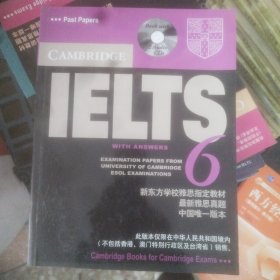 Past Papers
Book with
Audio
CDs
CAMBRIDGE
IELTS
6
WITH ANSWERS
EXAMINATION PAPERS FROM
UNIVERSITY OF CAMBRIDGE
ESOL EXAMINATIONS
新东方学校雅思指定教材
最新雅思真题
中国唯一版本
此版本仅限在中华人民共和国境内
(不包括香港、澳门特别行政区及台湾省)销售。
Cambridge Books for Cambridge Exams